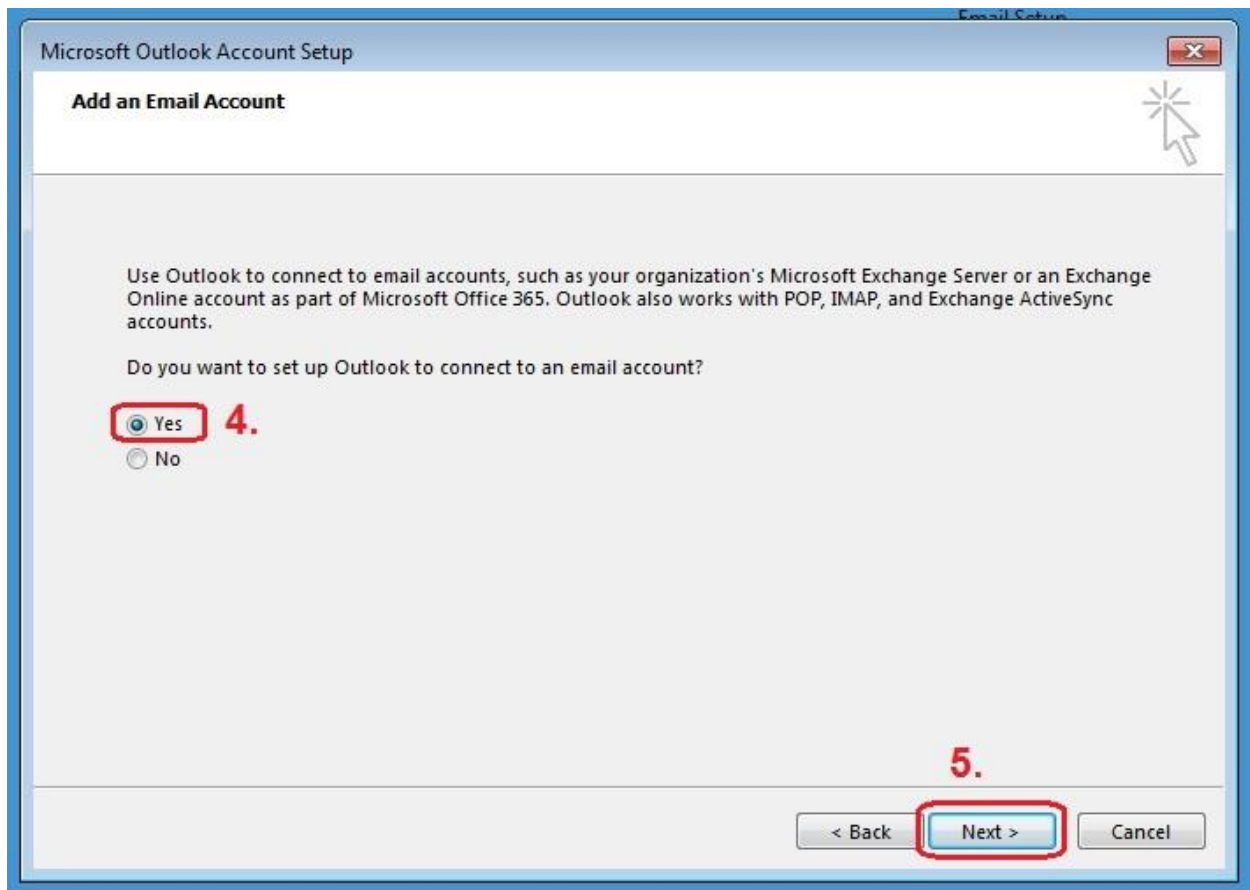 Email Setup
Microsoft Outlook Account Setup
Add an Email Account
Use Outlook to connect to email accounts, such as your organization's Microsoft Exchange Server or an Exchange
Online account as part of Microsoft Office 365. Outlook also works with POP, IMAP, and Exchange ActiveSync
accounts.
Do you want to set up Outlook to connect to an email account?
Yes 4.
No
5.
< Back Next > Cancel